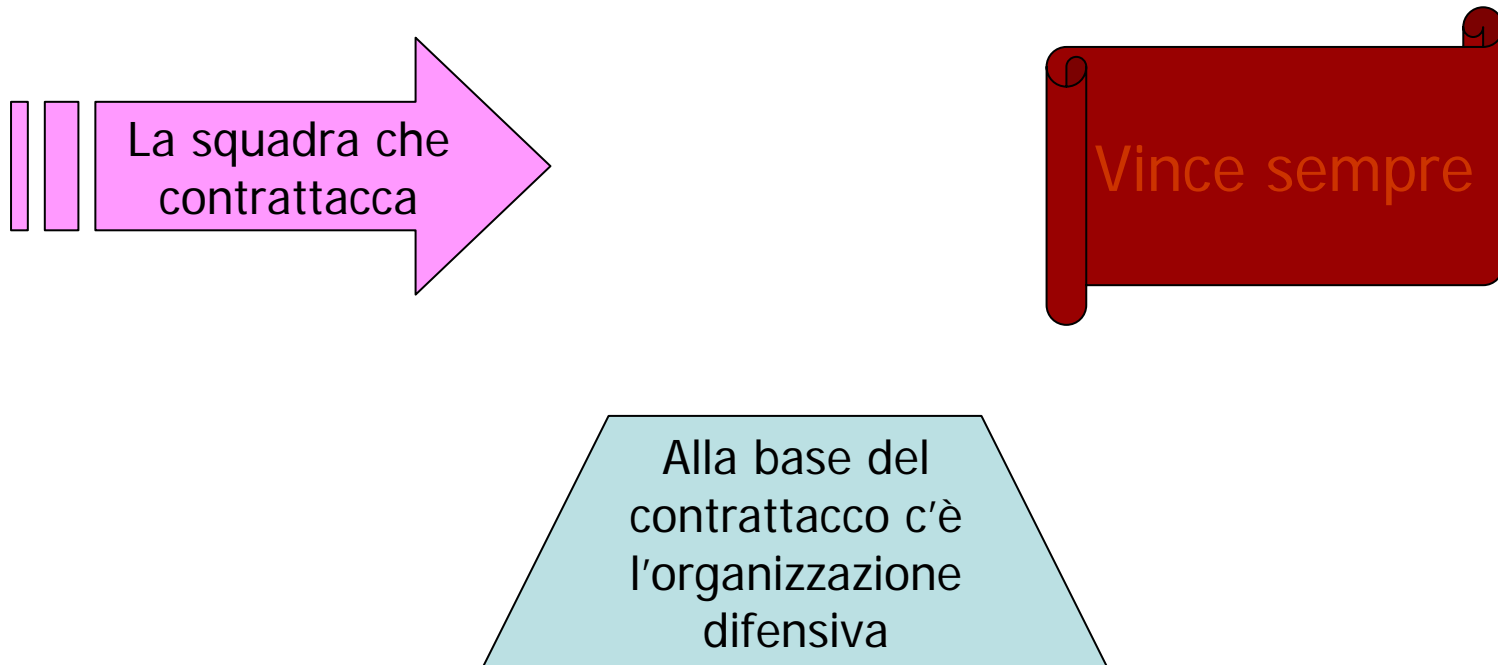 La squadra che
contrattacca
Vince sempre
Alla base del
contrattacco c'è
l'organizzazione
difensiva